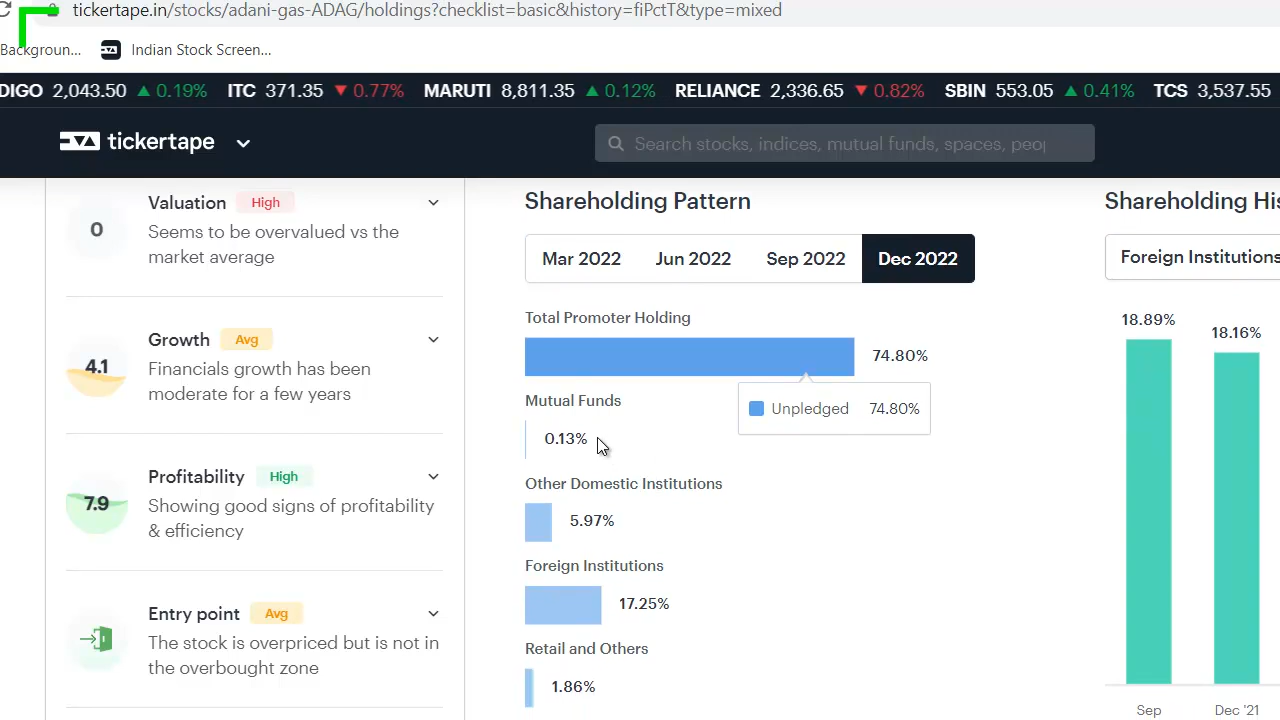 tickertape.in/stocks/adani-gas-ADAG/holdings?checklist=basic&history=fiPctT&type=mixed
Backgroun... Indian Stock Screen...
DIGO 2,043.50 ▲ 0.19% ITC 371.35 ▼ 0.77% MARUTI 8,811.35 ▲ 0.12% RELIANCE 2,336.65 ▼ 0.82% SBIN 553.05 ▲ 0.41% TCS 3,537.55
tickertape
Search stocks, indices, mutual funds, spaces, peop
Valuation High
0
Seems to be overvalued vs the
market average
Growth Avg
4.1
Financials growth has been
moderate for a few years
Profitability High
7.9
Showing good signs of profitability
& efficiency
Entry point Avg
The stock is overpriced but is not in
the overbought zone
Shareholding Pattern
Mar 2022 Jun 2022 Sep 2022 Dec 2022
Total Promoter Holding
74.80%
Unpledged 74.80%
Mutual Funds
0.13%
Other Domestic Institutions
5.97%
Foreign Institutions
17.25%
Retail and Others
1.86%
Shareholding His
Foreign Institutions
18.89%
18.16%
Sep Dec '21